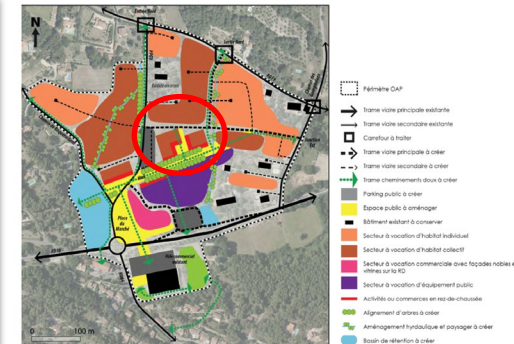 N
Place
du
Marché
0 100 m
Périmètre OAP
Trame viaire principale existante
Trame viaire secondaire existante
Carrefour à traiter
Trame viaire principale à créer
Trame viaire secondaire à créer
Trame cheminements doux à créer
Parking public à créer
Espace public à aménager
Bâtiment existant à conserver
Secteur à vocation d'habitat individuel
Secteur à vocation d'habitat collectif
Secteur à vocation commerciale avec façades nobles e
vitrines sur la RD
Secteur à vocation d'équipement public
Activités ou commerces en rez-de-chaussée
Alignement d'arbres à créer
Aménagement hyrdaulique et paysager à créer
Bassin de rétention à créer